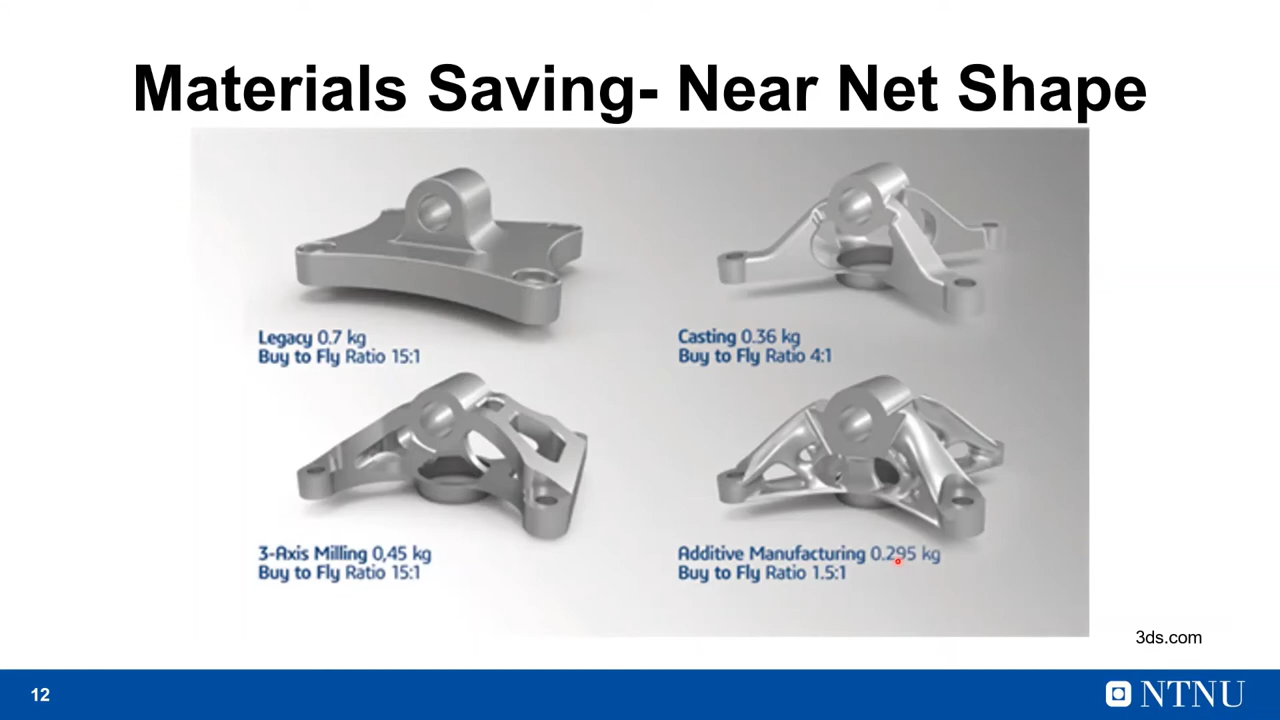 Materials Saving- Near Net Shape
Legacy 0.7 kg
Buy to Fly Ratio 15:1
Casting 0.36 kg
Buy to Fly Ratio 4:1
3-Axis Milling 0,45 kg
Buy to Fly Ratio 15:1
Additive Manufacturing 0.295 kg
Buy to Fly Ratio 1.5:1
3ds.com
12
NTNU